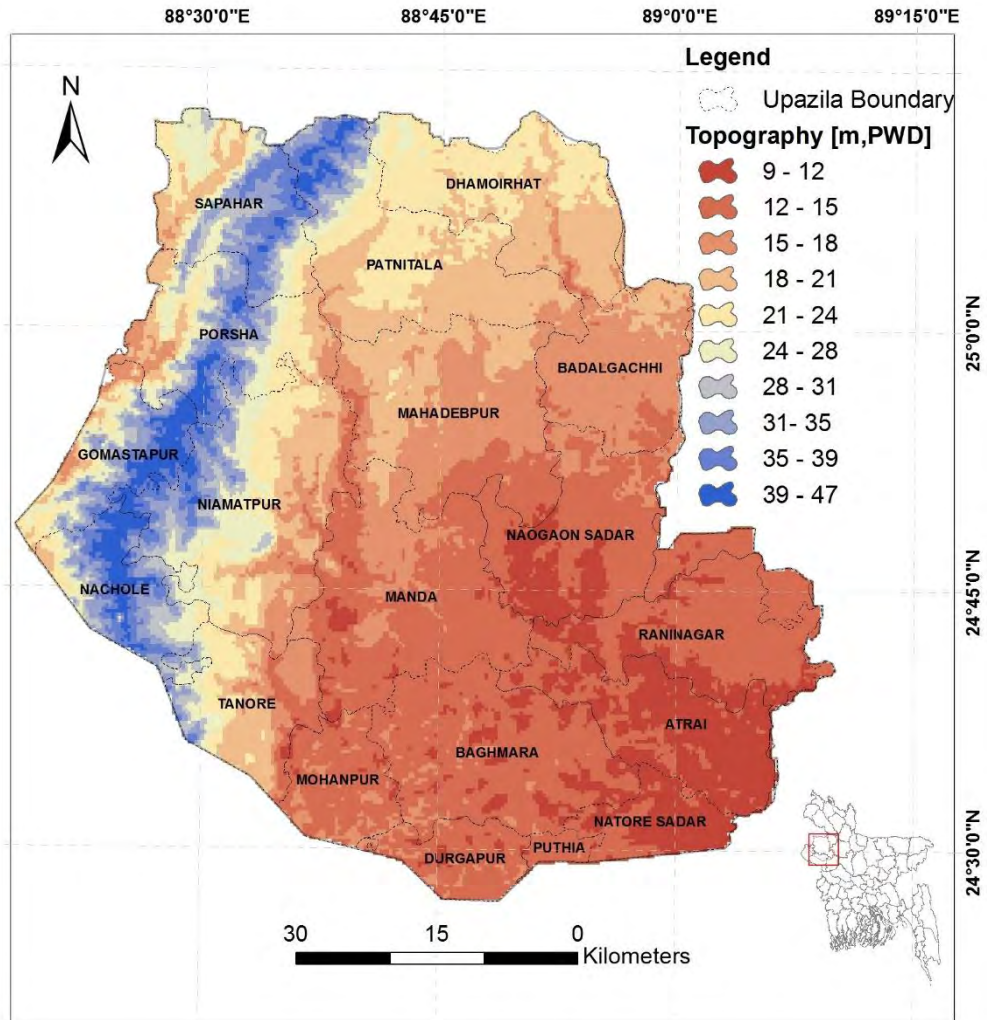 88°30'0"E 88°45'0"E 89°0'0"E 89°15'0"E
N
Legend
Upazila Boundary
Topography [m,PWD]
9 - 12
12 - 15
15 - 18
18 - 21
21 - 24
24 - 28
28 - 31
31- 35
35 - 39
39 - 47
DHAMOIRHAT
SAPAHAR
PATNITALA
PORSHA
25°0'0"N
BADALGACHHI
MAHADEBPUR
GOMASTAPUR
NIAMATPUR
NAOGAON SADAR
NACHOLE
MANDA
24°45'0"N
RANINAGAR
TANORE
ATRAI
BAGHMARA
MOHANPUR
NATORE SADAR
PUTHIA
DURGAPUR
24°30'0"N
30 15 0
Kilometers